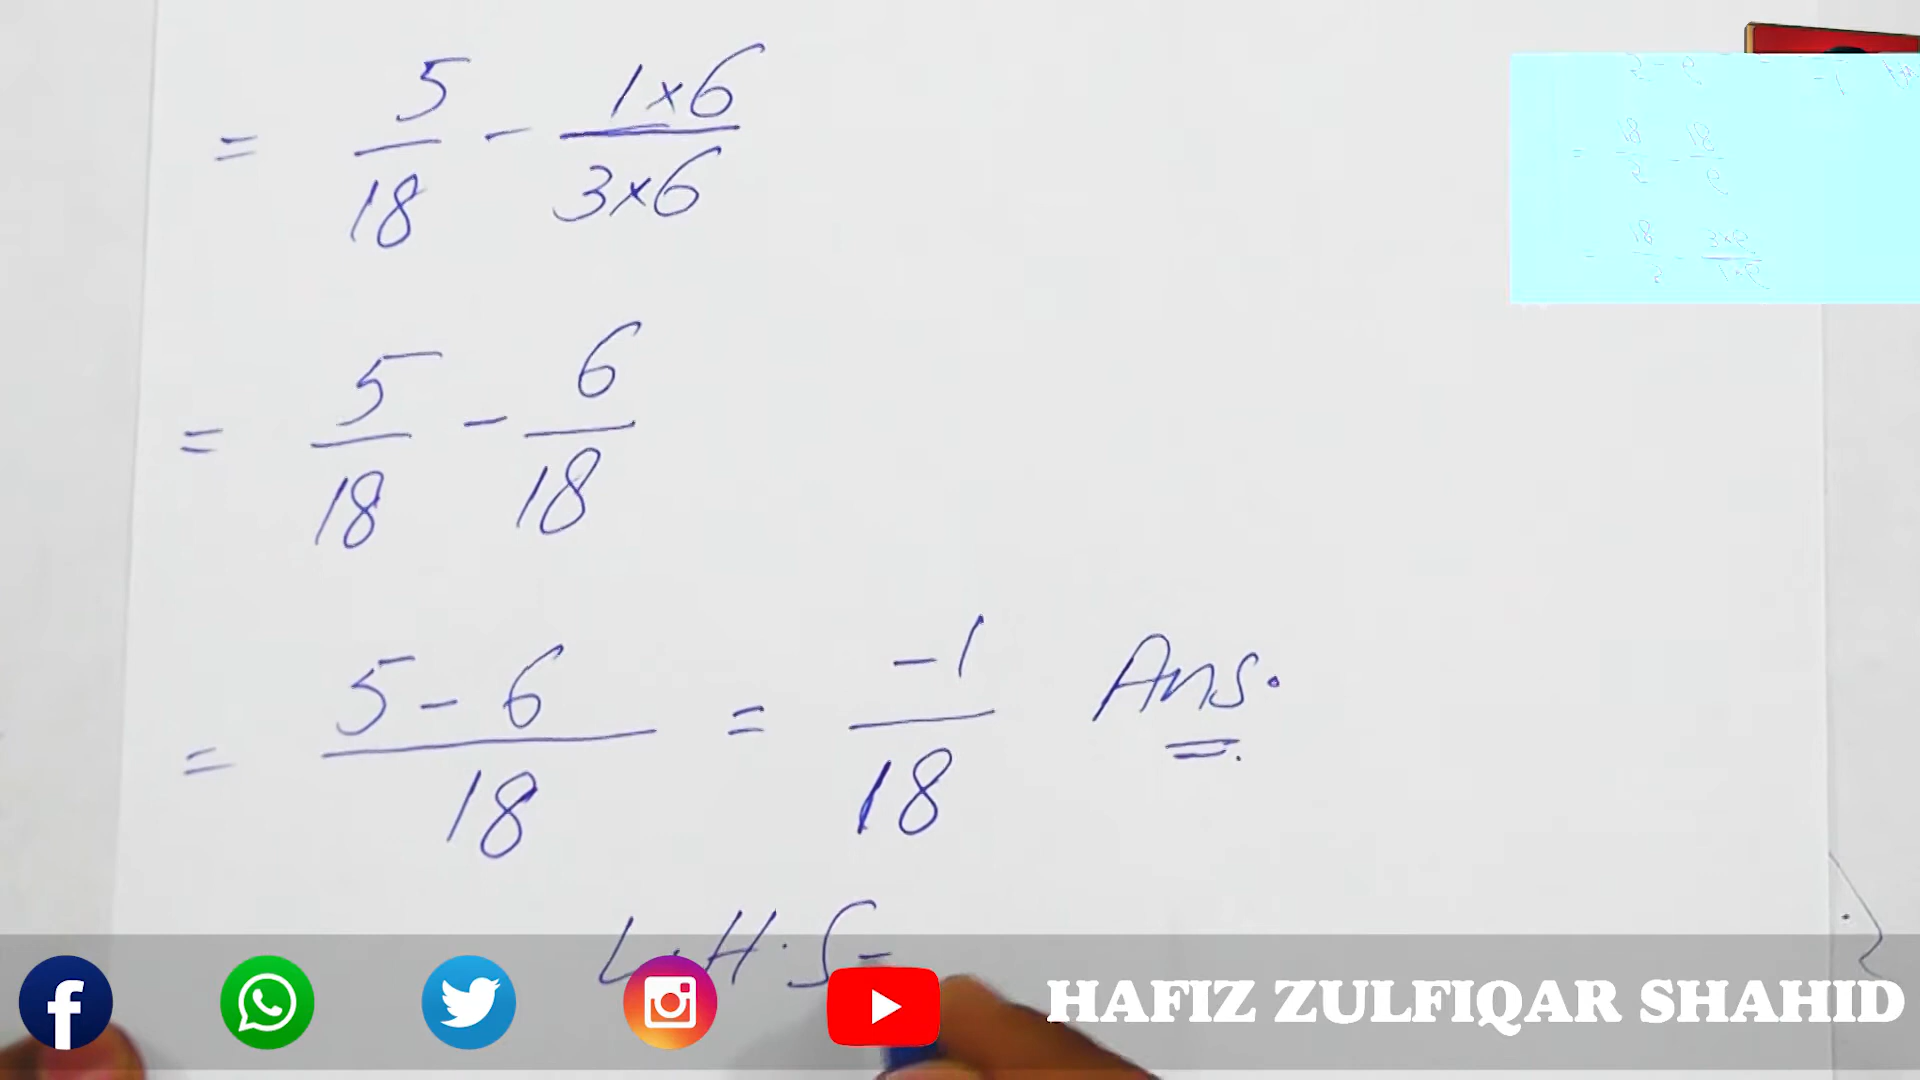 = 5/18 - 1×6/3×6
= 5/18 - 6/18
= 5-6/18 = -1/18 Ans.
L.H.S=
HAFIZ ZULFIQAR SHAHID